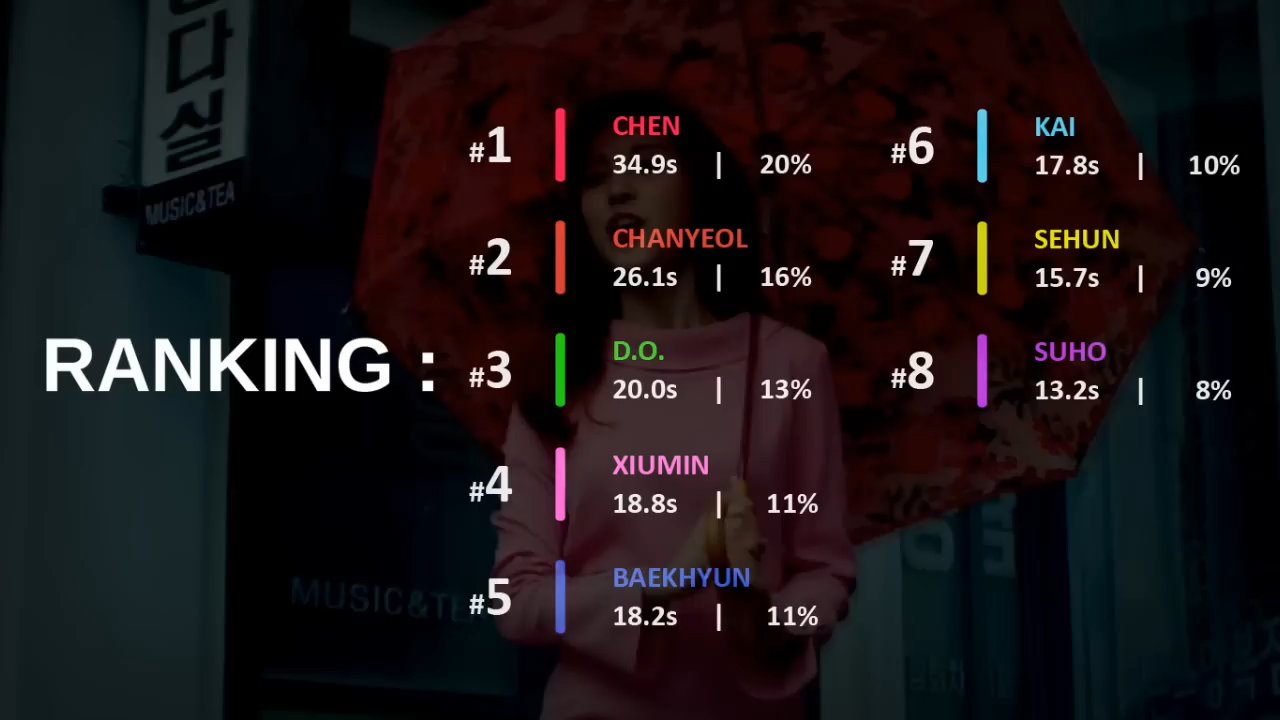 다실
MUSIC&TEA
RANKING :
#1
CHEN
34.9s | 20%
#2
CHANYEOL
26.1s | 16%
#3
D.O.
20.0s | 13%
#4
XIUMIN
18.8s | 11%
#5
BAEKHYUN
18.2s | 11%
#6
KAI
17.8s | 10%
#7
SEHUN
15.7s | 9%
#8
SUHO
13.2s | 8%
MUSIC&TE